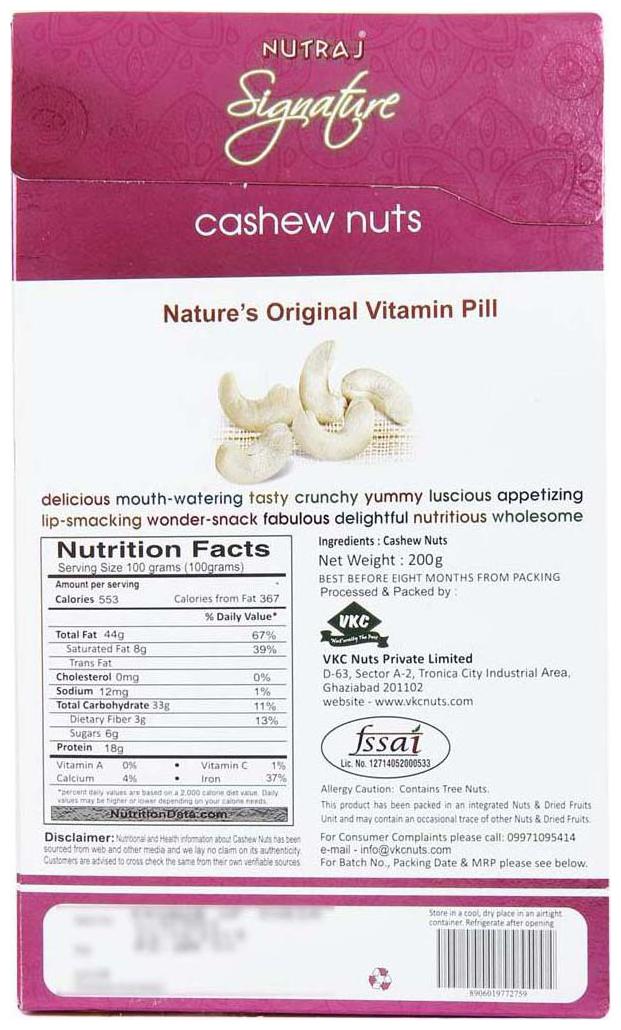 NUTRAJ®
Signature
cashew nuts
Nature's Original Vitamin Pill
delicious mouth-watering tasty crunchy yummy luscious appetizing
lip-smacking wonder-snack fabulous delightful nutritious wholesome
Nutrition Facts
Serving Size 100 grams (100grams)
Amount per serving
Calories 553 Calories from Fat 367
% Daily Value*
Total Fat 44g 67%
Saturated Fat 8g 39%
Trans Fat
Cholesterol 0mg 0%
Sodium 12mg 1%
Total Carbohydrate 33g 11%
Dietary Fiber 3g 13%
Sugars 6g
Protein 18g
Vitamin A 0% • Vitamin C 1%
Calcium 4% • Iron 37%
*percent daily values are based on a 2,000 calorie diet value. Daily
values may be higher or lower depending on your calorie needs.
NutritionData.com
Disclaimer: Nutritional and Health information about Cashew Nuts has been
sourced from web and other media and we lay no claim on its authenticity.
Customers are advised to cross check the same from their own verifiable sources
Ingredients : Cashew Nuts
Net Weight : 200g
BEST BEFORE EIGHT MONTHS FROM PACKING
Processed & Packed by :
VKC
Nut'urally The Best
VKC Nuts Private Limited
D-63, Sector A-2, Tronica City Industrial Area,
Ghaziabad 201102
website - www.vkcnuts.com
fssai
Lic. No. 12714052000533
Allergy Caution: Contains Tree Nuts.
This product has been packed in an integrated Nuts & Dried Fruits
Unit and may contain an occasional trace of other Nuts & Dried Fruits.
For Consumer Complaints please call: 09971095414
e-mail - info@vkcnuts.com
For Batch No., Packing Date & MRP please see below.
Store in a cool, dry place in an airtight
container. Refrigerate after opening
8906019772759